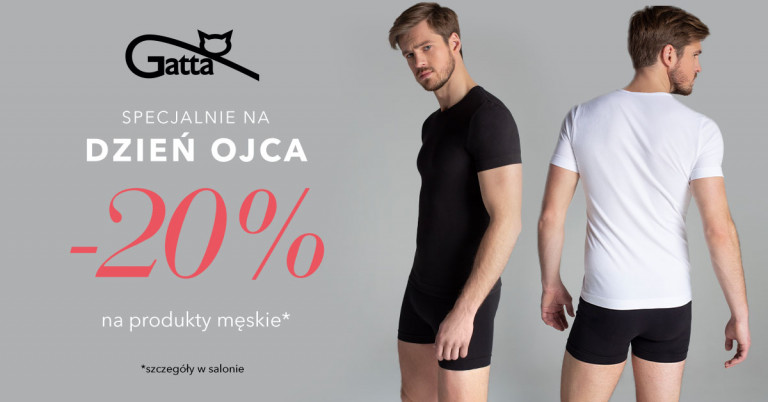 Gatta
SPECJALNIE NA
DZIEŃ OJCA
-20%
na produkty męskie*
*szczegóły w salonie